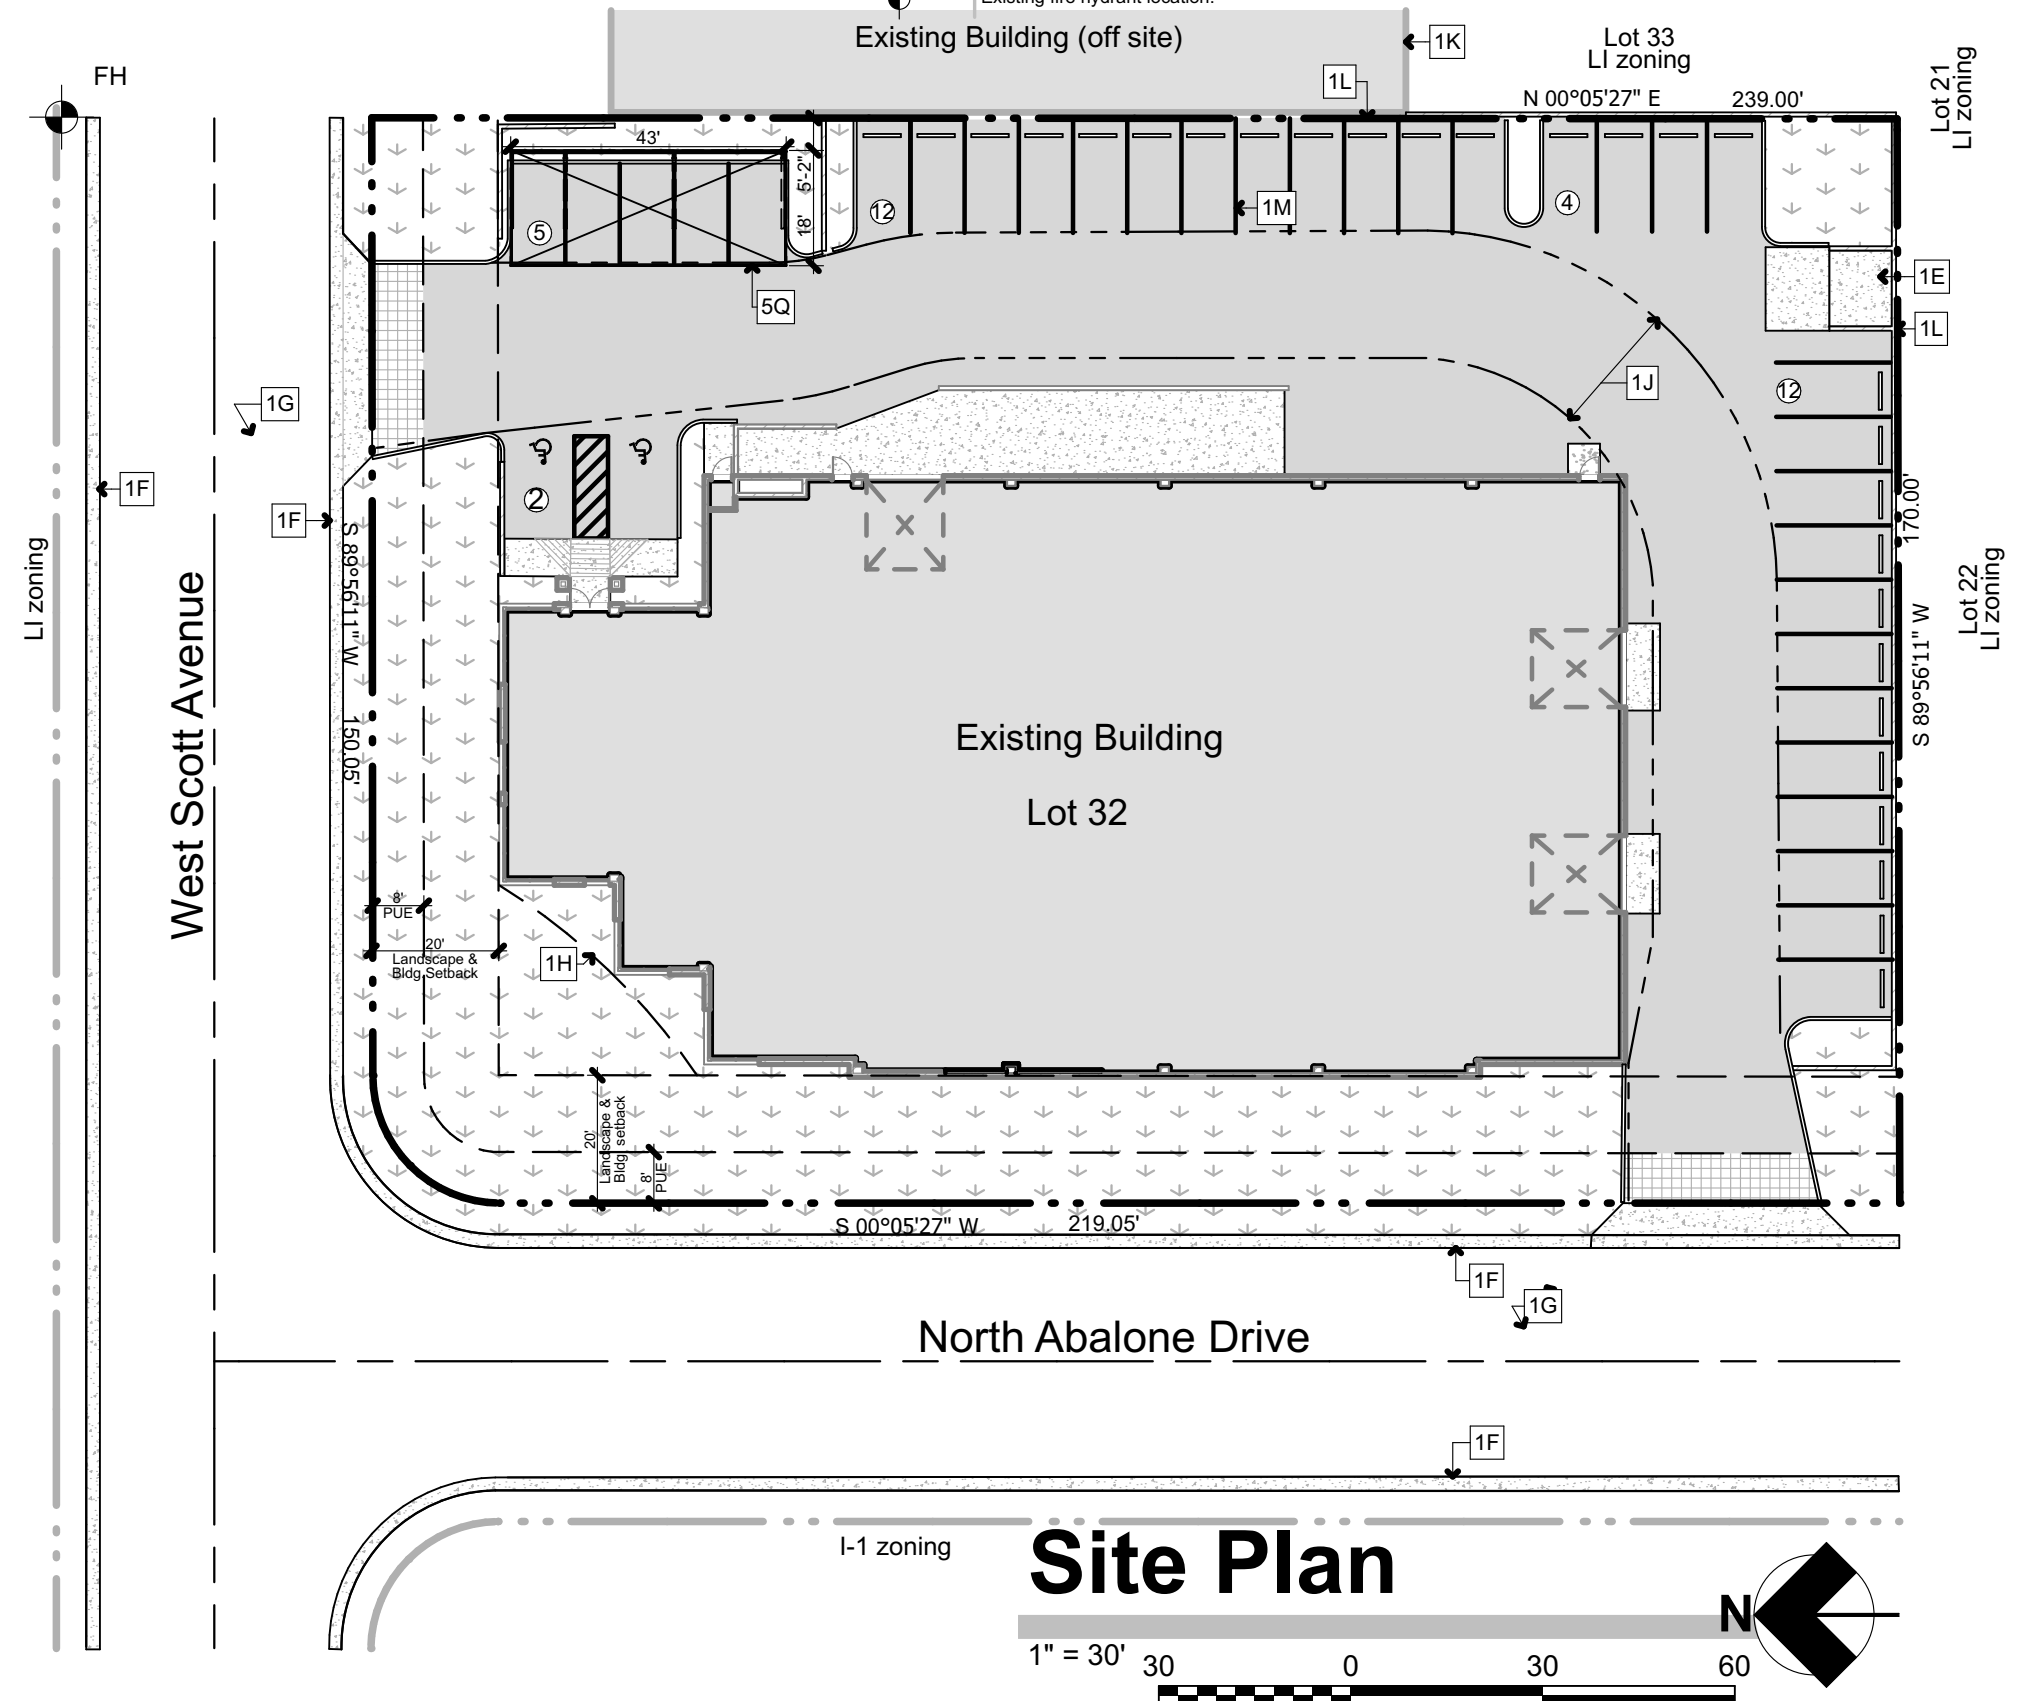 Existing fire hydrant location.
Existing Building (off site)
1K
Lot 33
LI zoning
Lot 21
LI zoning
FH
1L
N 00°05'27" E
239.00'
43'
5'-2"
18'
5
12
1M
4
1E
5Q
1L
1J
12
1G
1F
1F
2
LI zoning
West Scott Avenue
S 89°56'11" W
150.05'
170.00'
S 89°56'11" W
Lot 22
LI zoning
Existing Building
Lot 32
8'
PUE
20'
Landscape &
Bldg Setback
1H
20'
Landscape &
Bldg. setback
8'
PUE
S 00°05'27" W
219.05'
1F
1G
North Abalone Drive
1F
I-1 zoning
Site Plan
N
1" = 30'
30
0
30
60